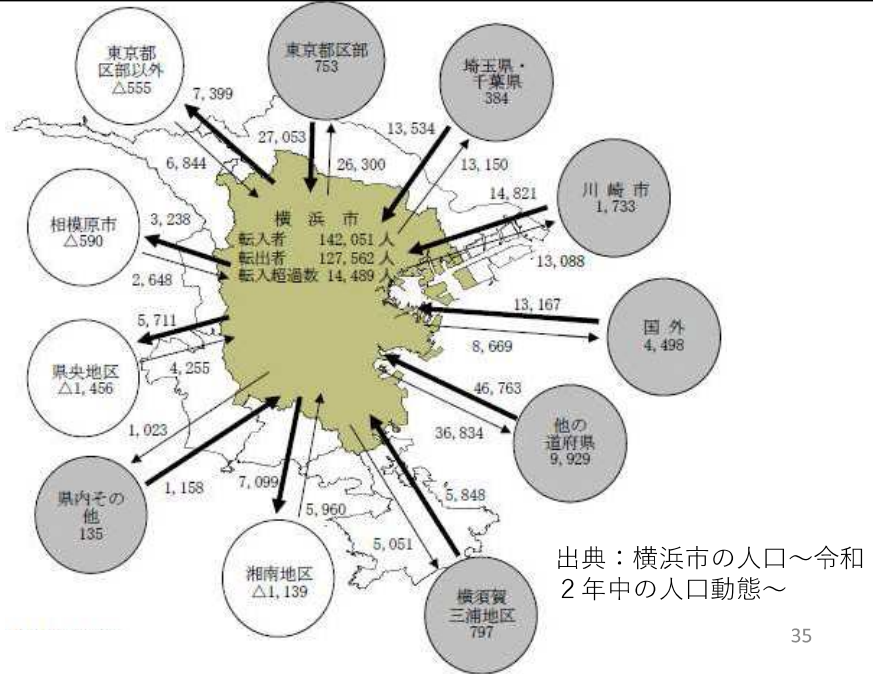 東京都
区部以外
△555
東京都区部
753
埼玉県・
千葉県
384
7,399
6,844
27,053
26,300
13,534
13,150
川崎市
1,733
14,821
13,088
相模原市
△590
3,238
2,648
横浜市
転入者 142,051人
転出者 127,562人
転入超過数 14,489人
国外
4,498
13,167
8,669
県央地区
△1,456
5,711
4,255
他の
道府県
9,929
46,763
36,834
県内その
他
135
1,023
1,158
湘南地区
△1,139
7,099
5,960
横須賀
三浦地区
797
5,848
5,051
出典：横浜市の人口～令和
２年中の人口動態～
35